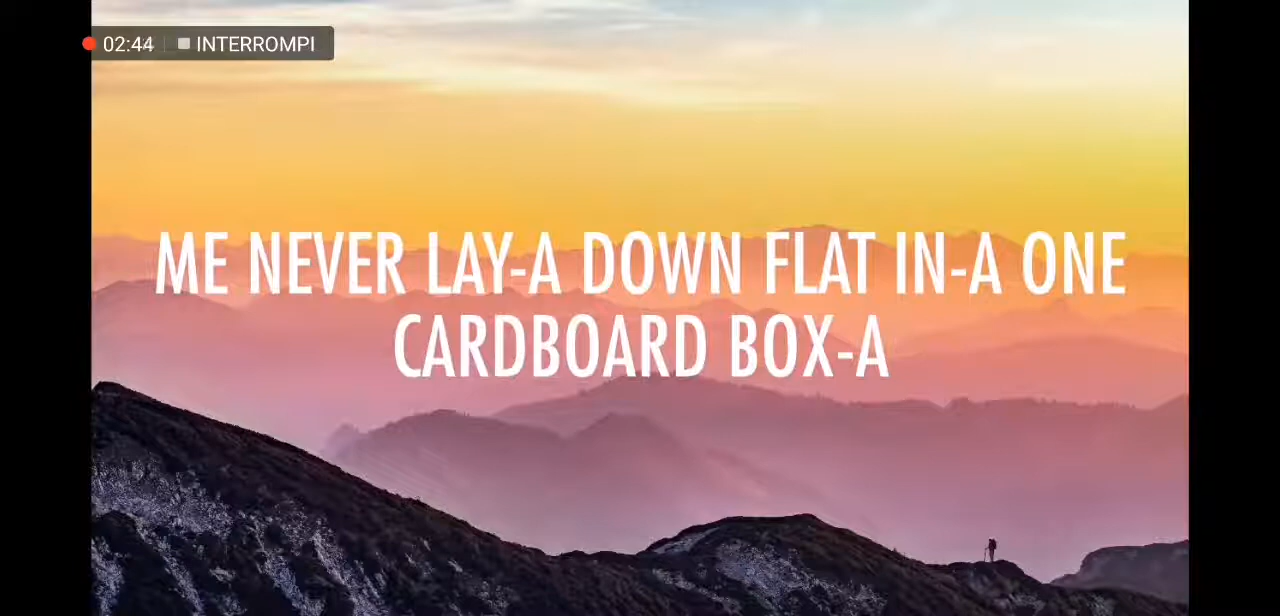 02:44 INTERROMPI
ME NEVER LAY-A DOWN FLAT IN-A ONE
CARDBOARD BOX-A